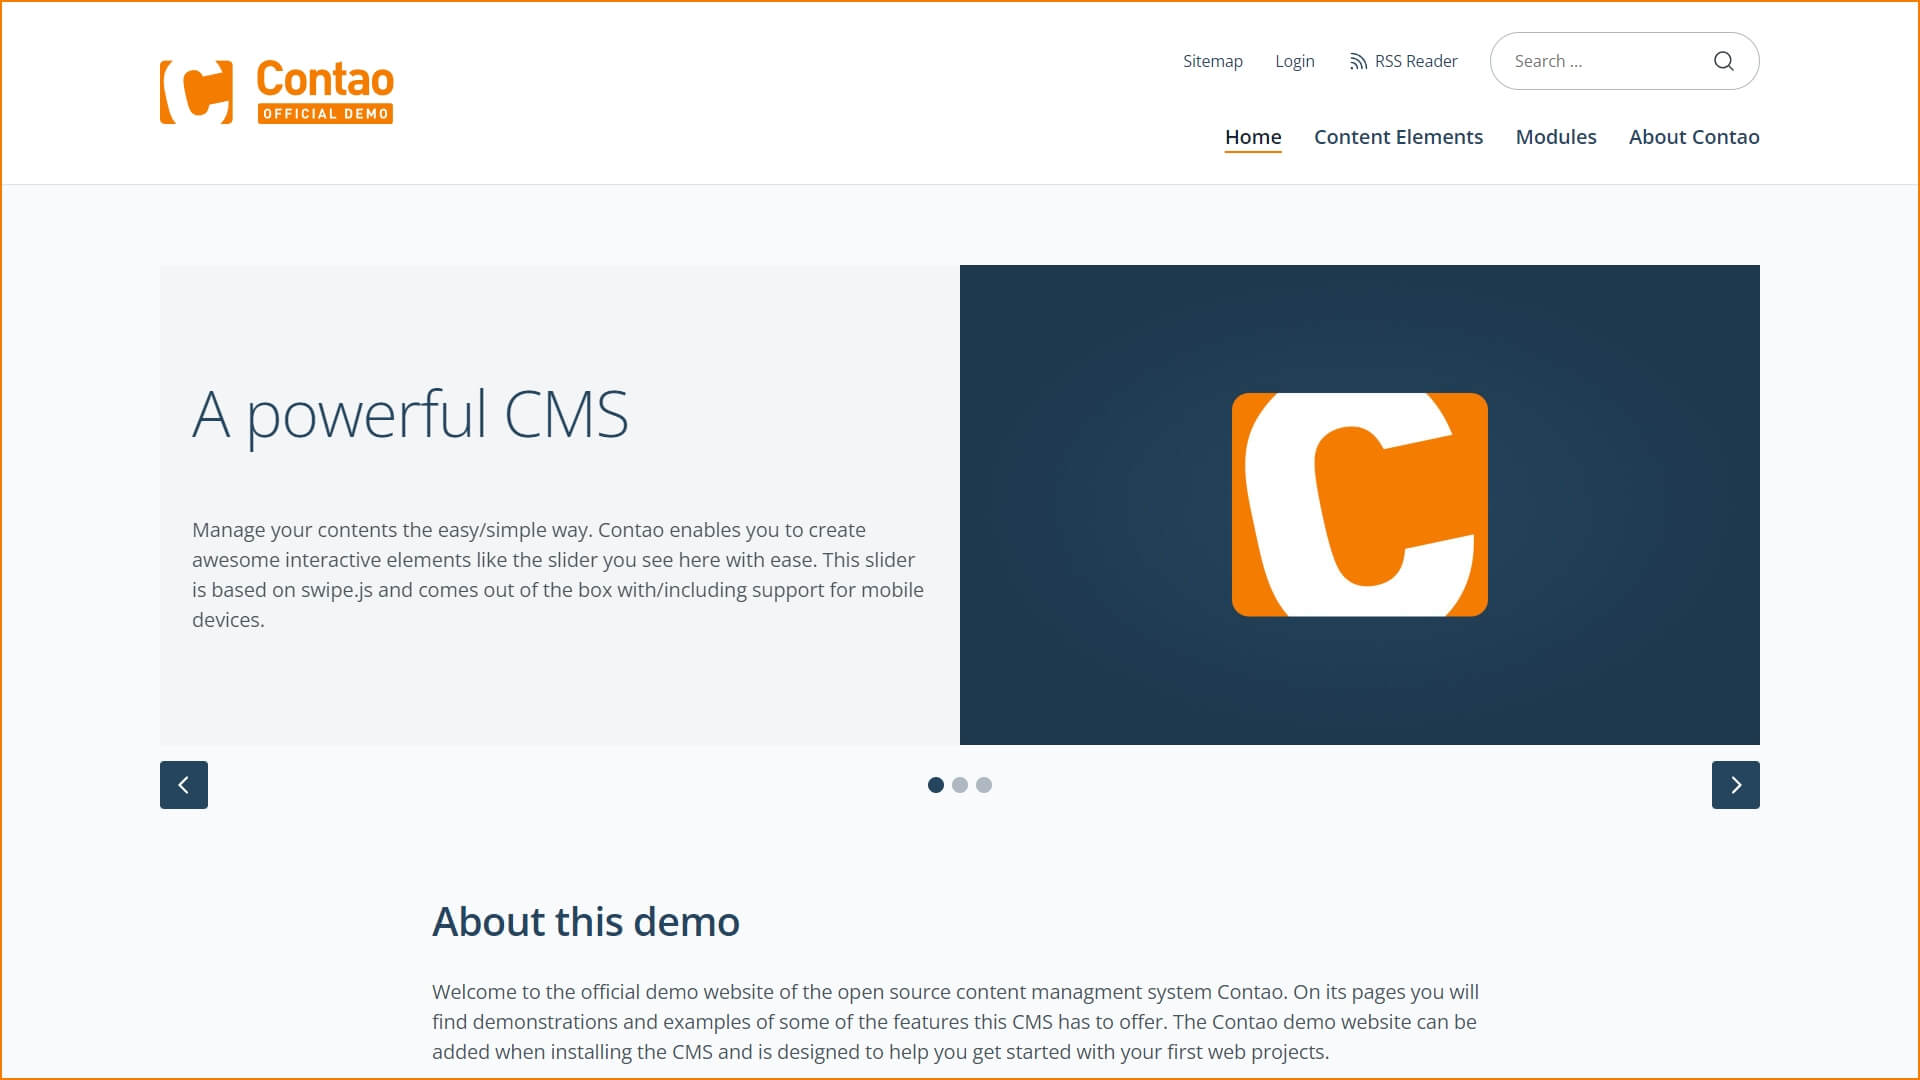 Contao
OFFICIAL DEMO
Sitemap Login RSS Reader Search ...
Home Content Elements Modules About Contao
A powerful CMS
Manage your contents the easy/simple way. Contao enables you to create
awesome interactive elements like the slider you see here with ease. This slider
is based on swipe.js and comes out of the box with/including support for mobile
devices.
About this demo
Welcome to the official demo website of the open source content managment system Contao. On its pages you will
find demonstrations and examples of some of the features this CMS has to offer. The Contao demo website can be
added when installing the CMS and is designed to help you get started with your first web projects.